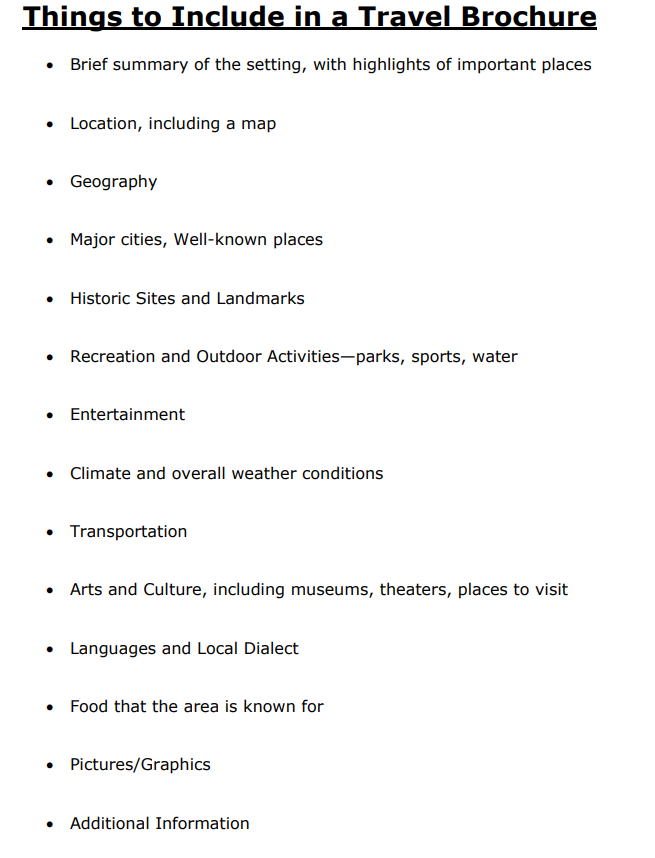 Things to Include in a Travel Brochure
• Brief summary of the setting, with highlights of important places
• Location, including a map
• Geography
• Major cities, Well-known places
• Historic Sites and Landmarks
• Recreation and Outdoor Activities—parks, sports, water
• Entertainment
• Climate and overall weather conditions
• Transportation
• Arts and Culture, including museums, theaters, places to visit
• Languages and Local Dialect
• Food that the area is known for
• Pictures/Graphics
• Additional Information